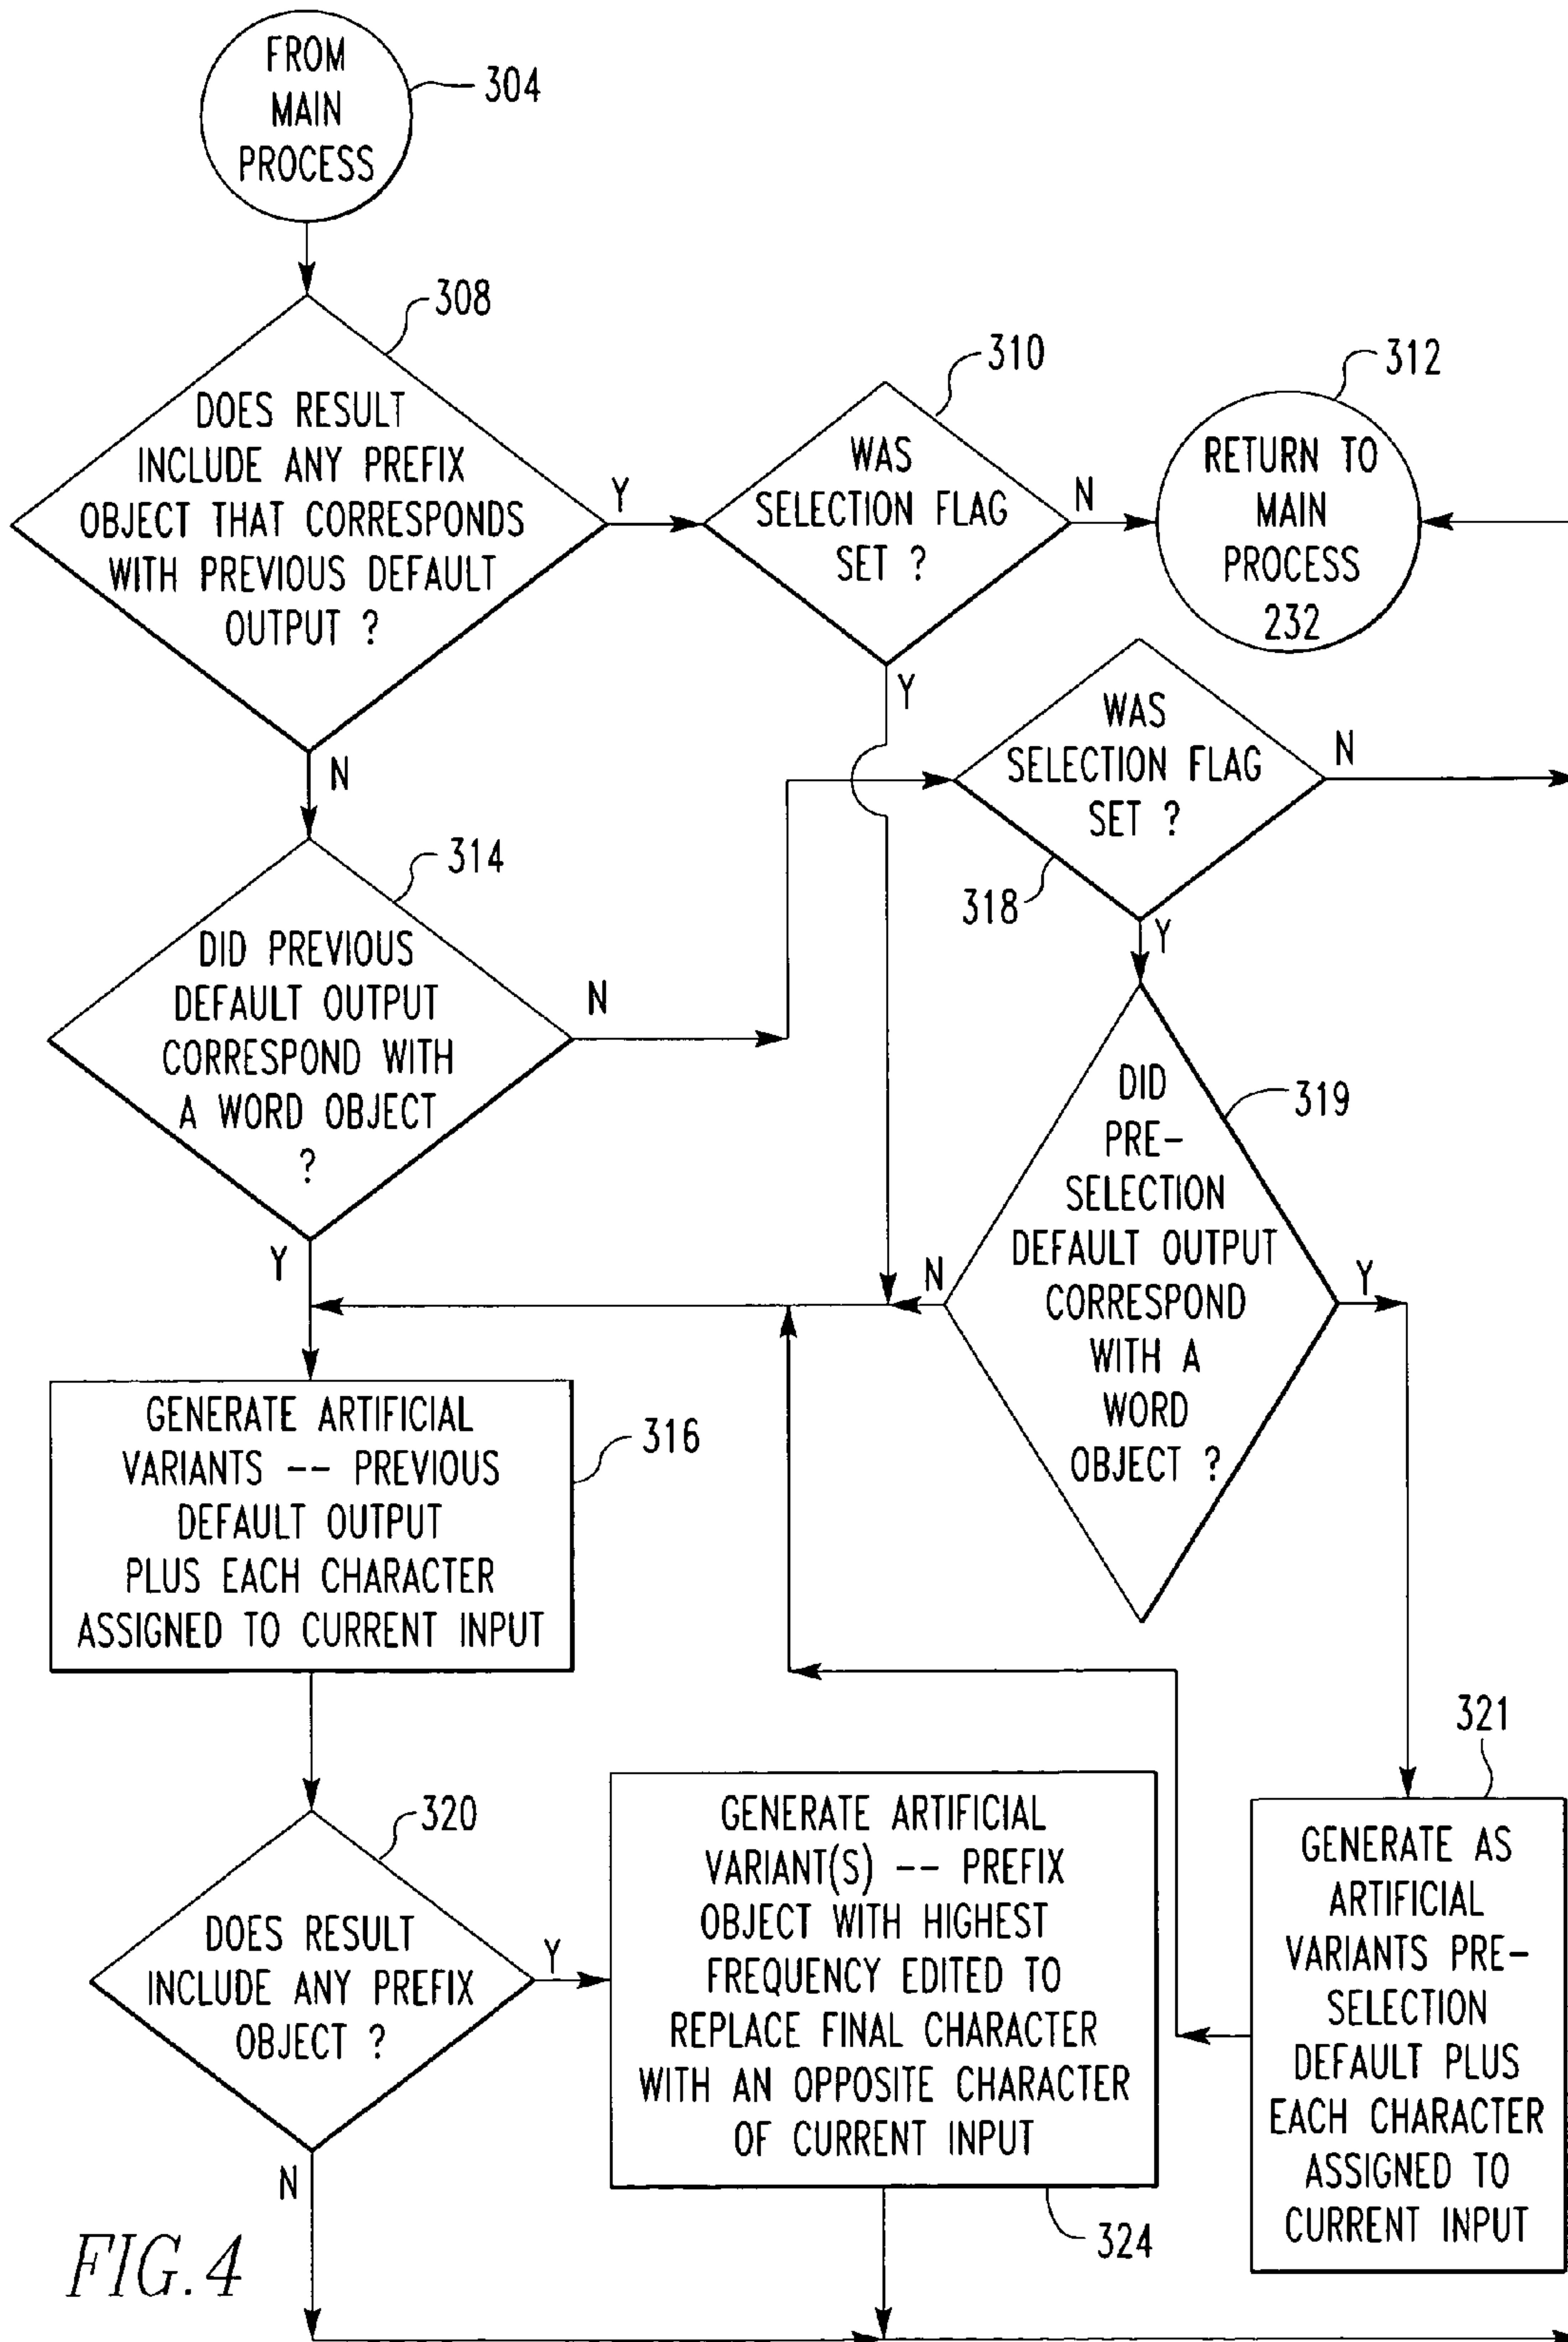 FROM
MAIN
PROCESS
304
308
DOES RESULT
INCLUDE ANY PREFIX
OBJECT THAT CORRESPONDS
WITH PREVIOUS DEFAULT
OUTPUT ?
Y
N
310
WAS
SELECTION FLAG
SET ?
N
Y
312
RETURN TO
MAIN
PROCESS
232
314
DID PREVIOUS
DEFAULT OUTPUT
CORRESPOND WITH
A WORD OBJECT
?
N
Y
WAS
SELECTION FLAG
SET ?
318
N
Y
DID
PRE-
SELECTION
DEFAULT OUTPUT
CORRESPOND
WITH A
WORD
OBJECT ?
319
N
Y
GENERATE ARTIFICIAL
VARIANTS -- PREVIOUS
DEFAULT OUTPUT
PLUS EACH CHARACTER
ASSIGNED TO CURRENT INPUT
316
320
DOES RESULT
INCLUDE ANY PREFIX
OBJECT ?
Y
N
GENERATE ARTIFICIAL
VARIANT(S) -- PREFIX
OBJECT WITH HIGHEST
FREQUENCY EDITED TO
REPLACE FINAL CHARACTER
WITH AN OPPOSITE CHARACTER
OF CURRENT INPUT
324
321
GENERATE AS
ARTIFICIAL
VARIANTS PRE-
SELECTION
DEFAULT PLUS
EACH CHARACTER
ASSIGNED TO
CURRENT INPUT
FIG.4